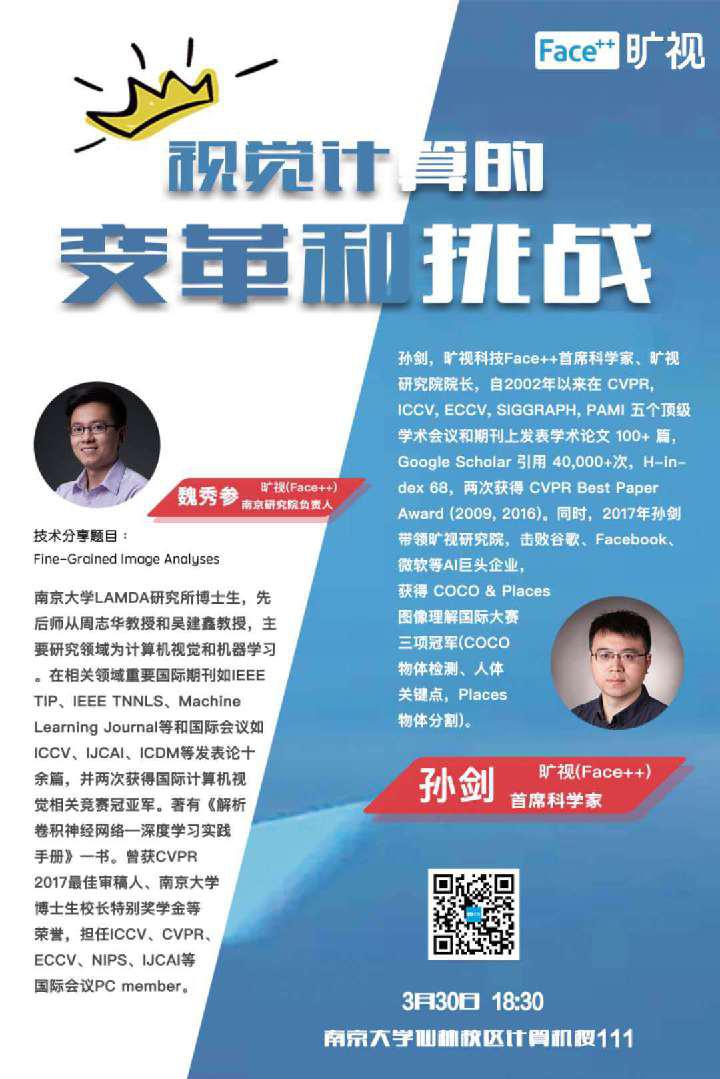 Face++ 旷视
视觉计算的
变革和挑战
孙剑，旷视科技Face++首席科学家、旷视
研究院院长，自2002年以来在 CVPR,
ICCV, ECCV, SIGGRAPH, PAMI 五个顶级
学术会议和期刊上发表学术论文 100+ 篇，
Google Scholar 引用 40,000+次，H-in-
dex 68，两次获得 CVPR Best Paper
Award (2009, 2016)。同时，2017年孙剑
带领旷视研究院，击败谷歌、Facebook、
微软等AI巨头企业，
获得 COCO & Places
图像理解国际大赛
三项冠军(COCO
物体检测、人体
关键点，Places
物体分割)。
孙剑
旷视(Face++)
首席科学家
魏秀参
旷视(Face++)
南京研究院负责人
技术分享题目：
Fine-Grained Image Analyses
南京大学LAMDA研究所博士生，先
后师从周志华教授和吴建鑫教授，主
要研究领域为计算机视觉和机器学习
。在相关领域重要国际期刊如IEEE
TIP、IEEE TNNLS、Machine
Learning Journal等和国际会议如
ICCV、IJCAI、ICDM等发表论十
余篇，并两次获得国际计算机视
觉相关竞赛冠亚军。著有《解析
卷积神经网络—深度学习实践
手册》一书。曾获CVPR
2017最佳审稿人、南京大学
博士生校长特别奖学金等
荣誉，担任ICCV、CVPR、
ECCV、NIPS、IJCAI等
国际会议PC member。
3月30日 18:30
南京大学仙林校区计算机楼111